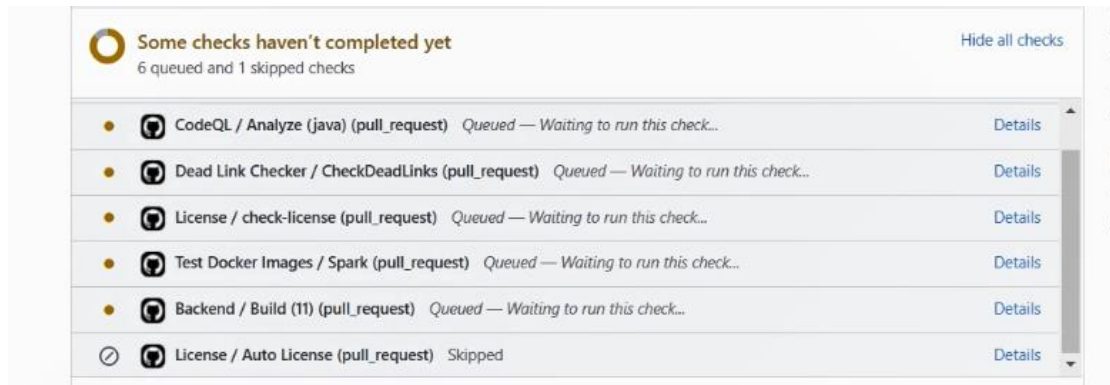 Some checks haven't completed yet
Hide all checks
6 queued and 1 skipped checks
CodeQL / Analyze (java) (pull_request) Queued — Waiting to run this check... Details
Dead Link Checker / CheckDeadLinks (pull_request) Queued — Waiting to run this check... Details
License / check-license (pull_request) Queued — Waiting to run this check... Details
Test Docker Images / Spark (pull_request) Queued — Waiting to run this check... Details
Backend / Build (11) (pull_request) Queued — Waiting to run this check... Details
License / Auto License (pull_request) Skipped Details